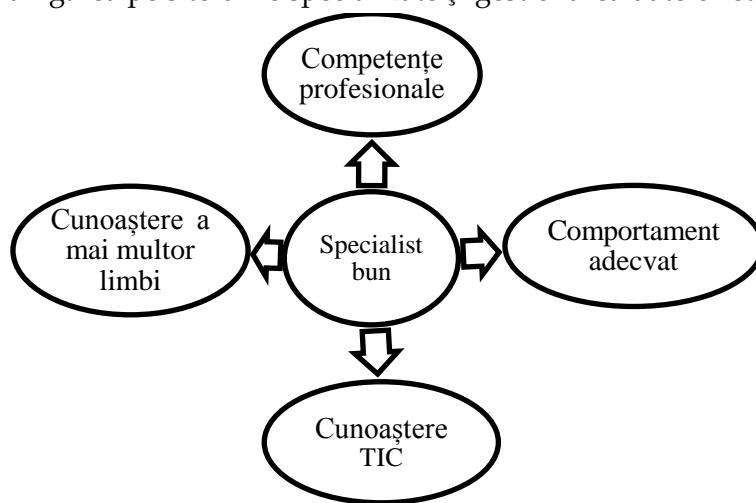 Competențe
profesionale
Cunoaștere a
mai multor
limbi
Specialist
bun
Comportament
adecvat
Cunoaștere
TIC